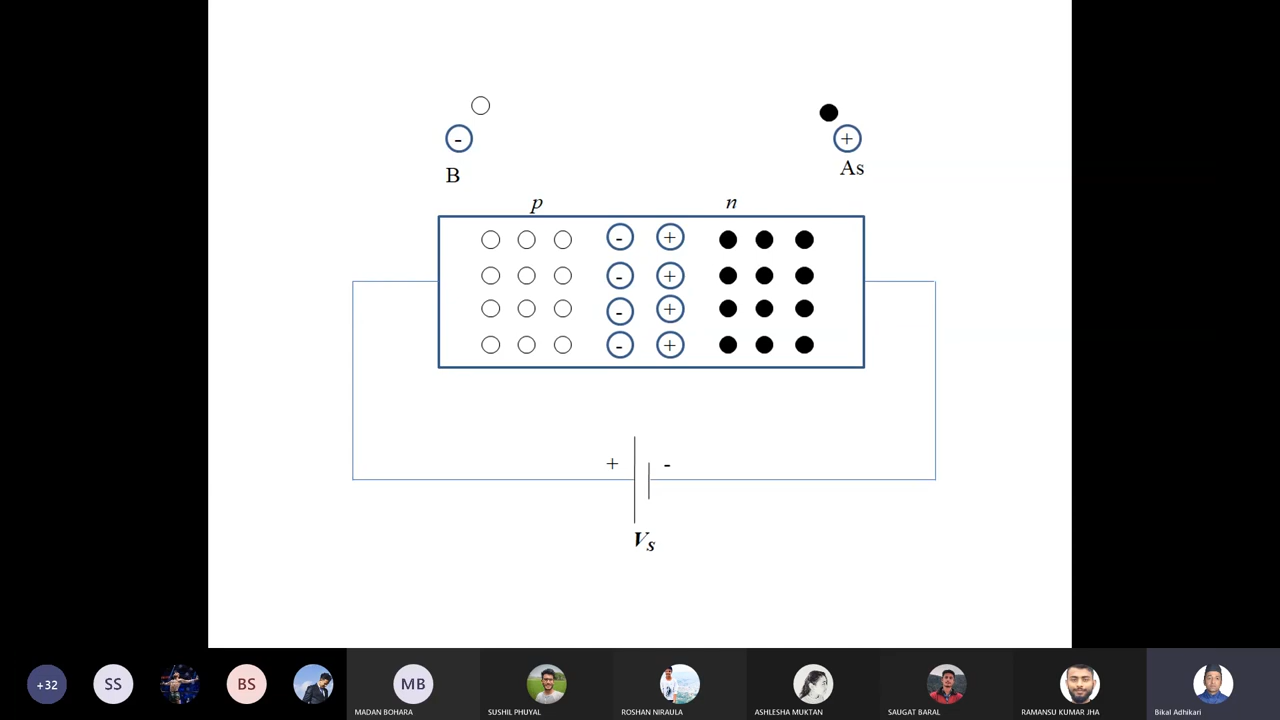 B
As
p
n
-
+
- + 
- +
- +
- +
+ -
Vs
+32
SS
BS
MB
MADAN BOHARA
SUSHIL PHUYAL
ROSHAN NIRAULA
ASHLESHA MUKTAN
SAUGAT BARAL
RAMANSU KUMAR JHA
Bikal Adhikari